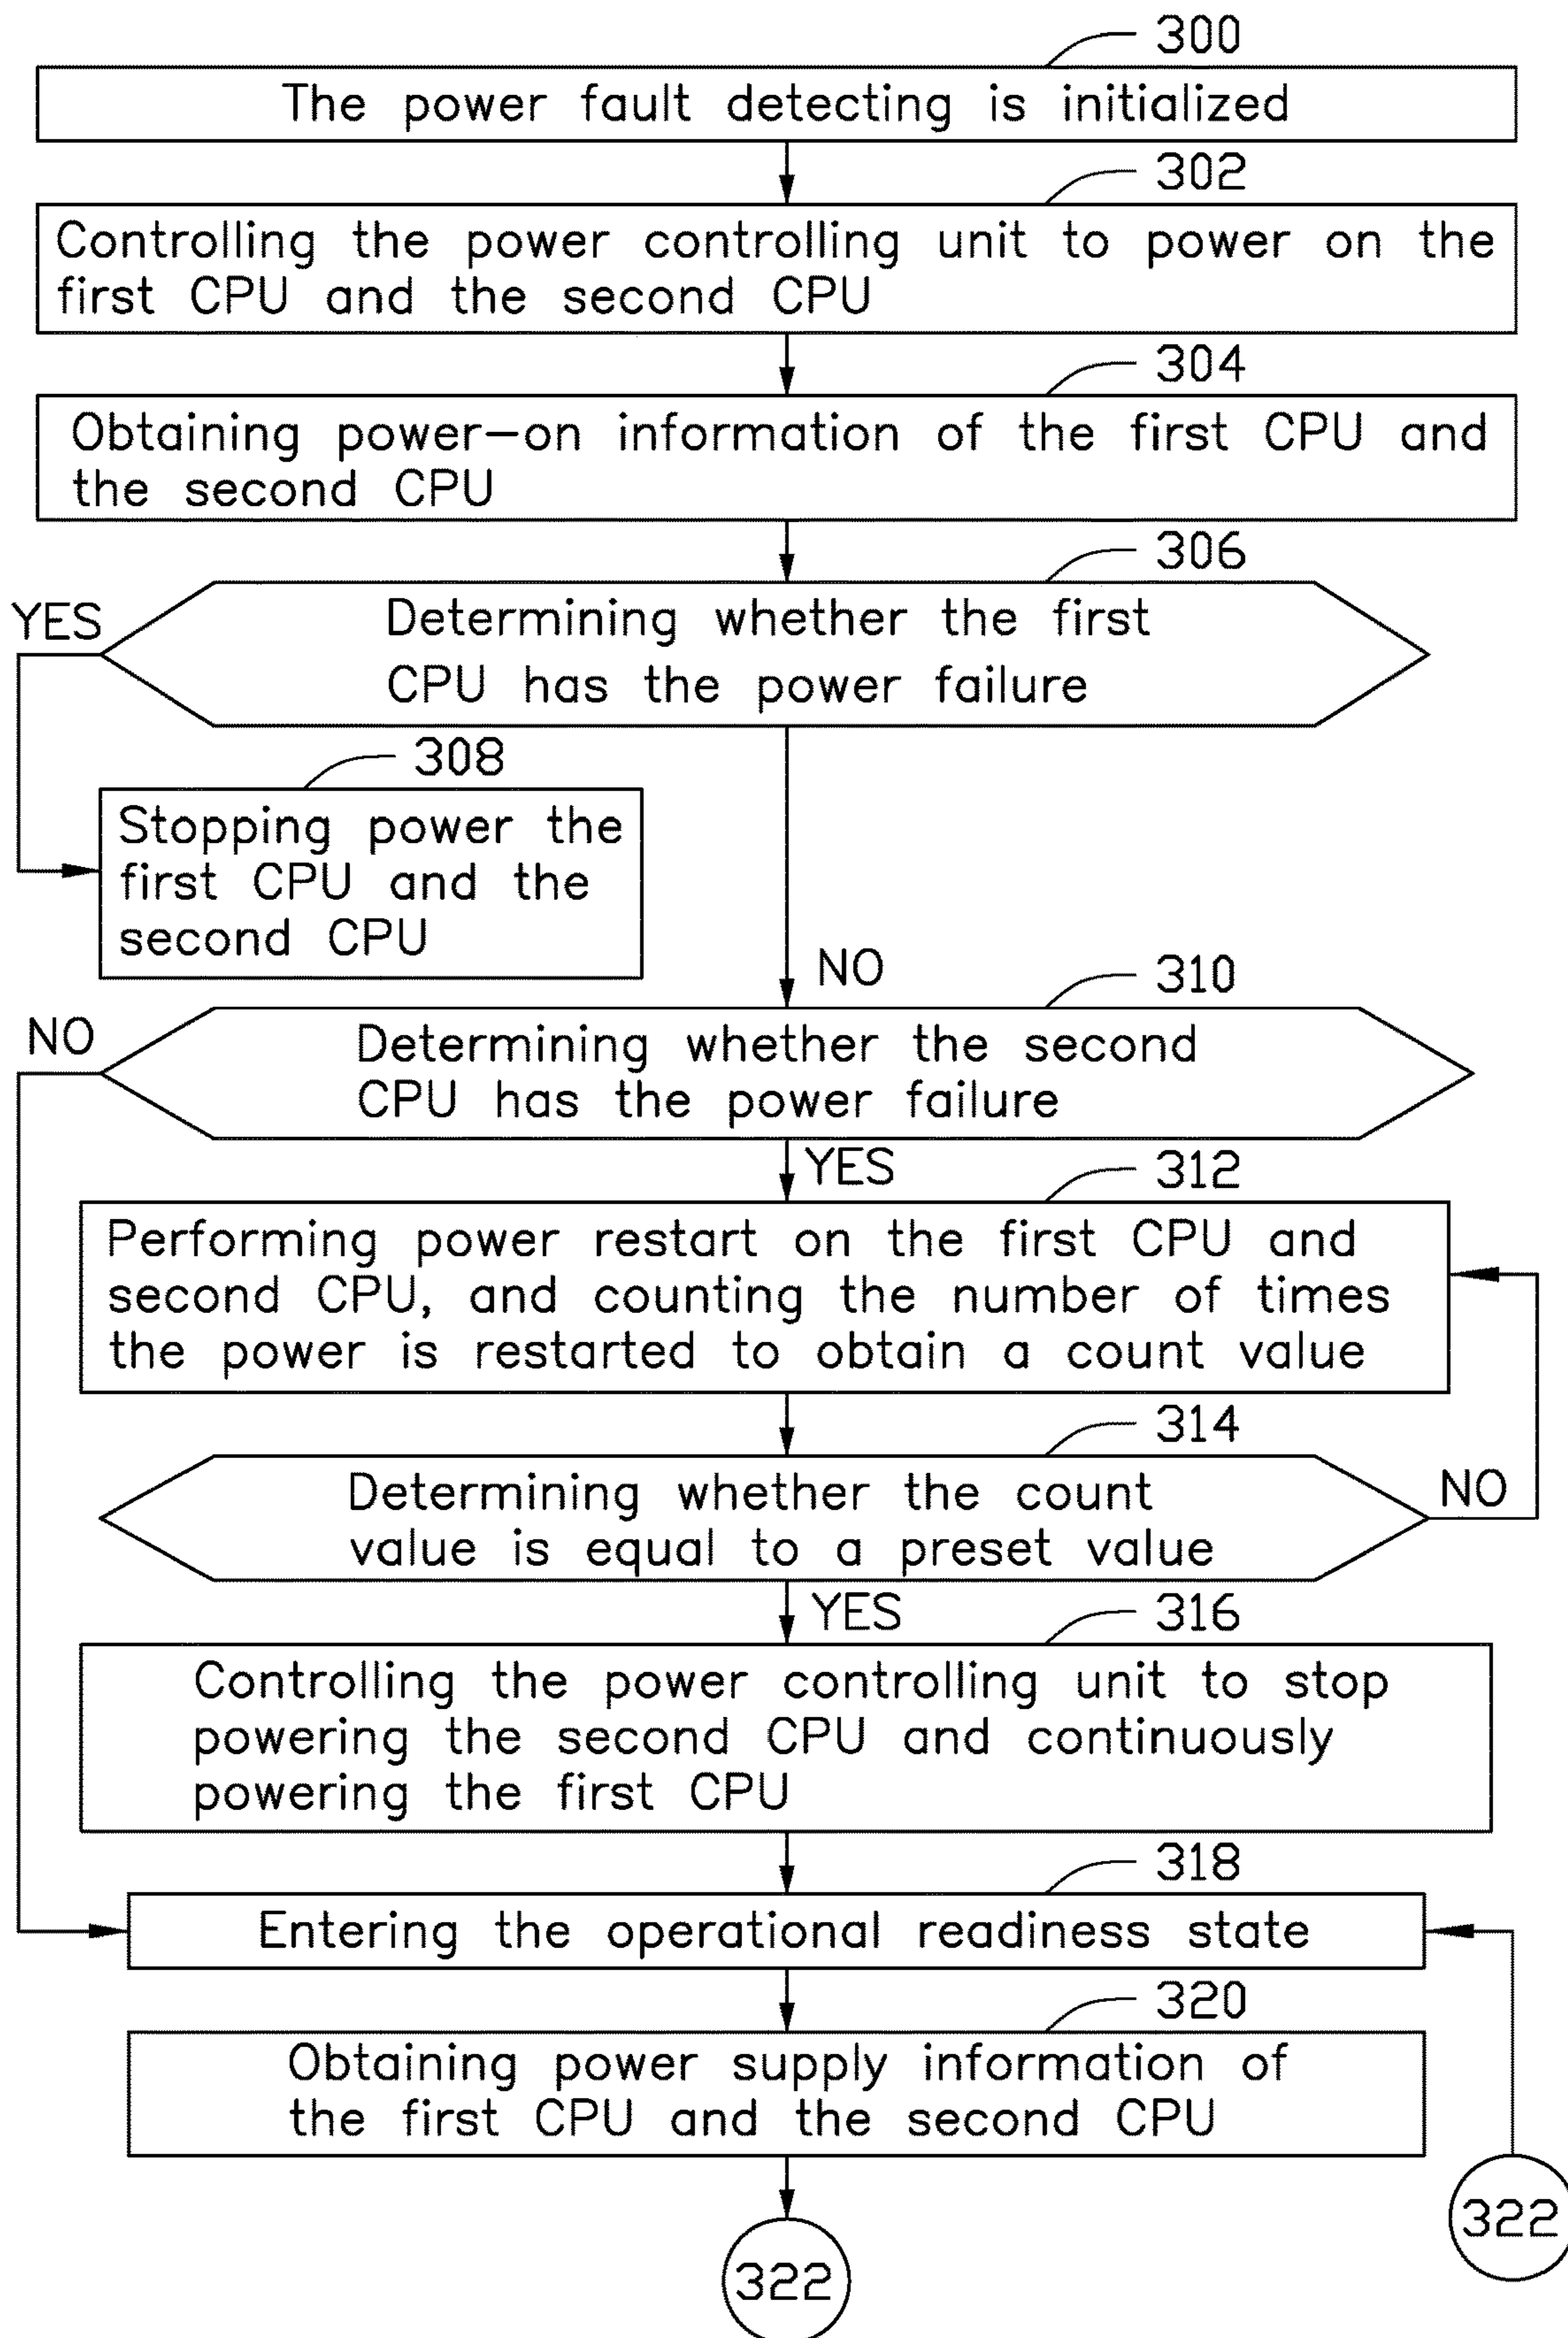 300
The power fault detecting is initialized
302
Controlling the power controlling unit to power on the
first CPU and the second CPU
304
Obtaining power-on information of the first CPU and
the second CPU
306
YES
Determining whether the first
CPU has the power failure
308
Stopping power the
first CPU and the
second CPU
NO
310
NO
Determining whether the second
CPU has the power failure
YES
312
Performing power restart on the first CPU and
second CPU, and counting the number of times
the power is restarted to obtain a count value
314
Determining whether the count
value is equal to a preset value
NO
YES
316
Controlling the power controlling unit to stop
powering the second CPU and continuously
powering the first CPU
318
Entering the operational readiness state
320
Obtaining power supply information of
the first CPU and the second CPU
322
322